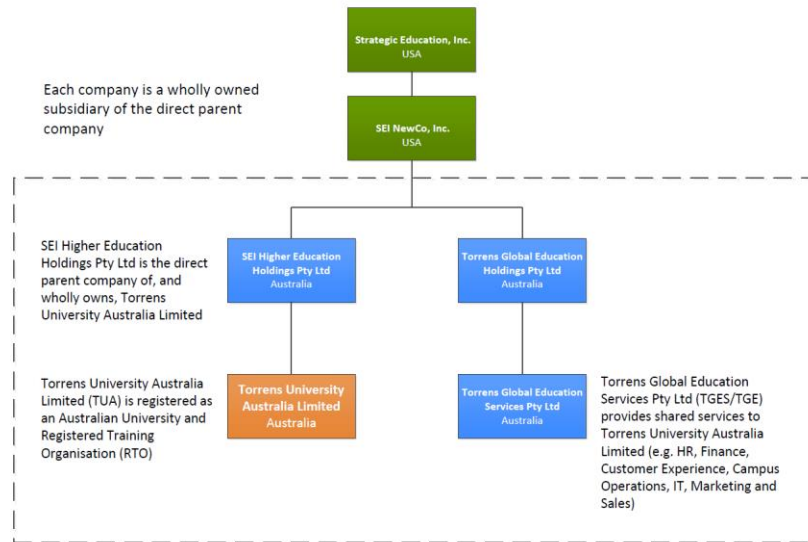 Strategic Education, Inc.
USA
Each company is a wholly owned
subsidiary of the direct parent
company
SEI NewCo, Inc.
USA
SEI Higher Education
Holdings Pty Ltd is the direct
parent company of, and
wholly owns, Torrens
University Australia Limited
SEI Higher Education
Holdings Pty Ltd
Australia
Torrens Global Education
Holdings Pty Ltd
Australia
Torrens University Australia
Limited (TUA) is registered as
an Australian University and
Registered Training
Organisation (RTO)
Torrens University
Australia Limited
Australia
Torrens Global Education
Services Pty Ltd
Australia
Torrens Global Education
Services Pty Ltd (TGES/TGE)
provides shared services to
Torrens University Australia
Limited (e.g. HR, Finance,
Customer Experience, Campus
Operations, IT, Marketing and
Sales)